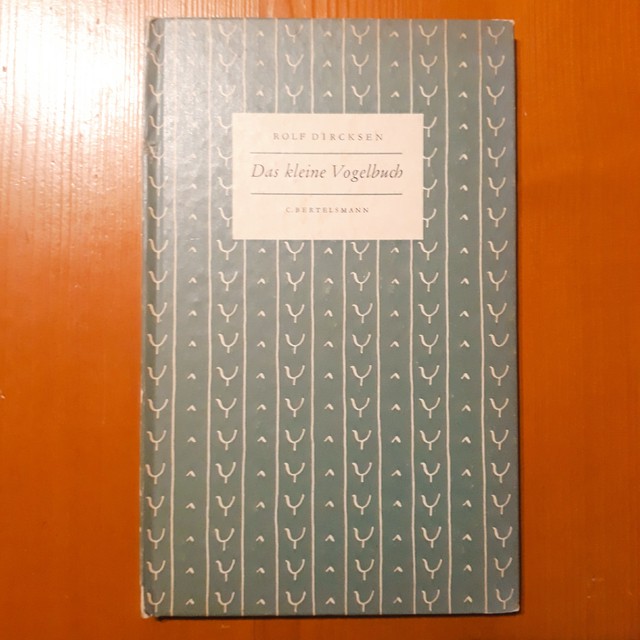 ROLF DIRCKSEN
Das kleine Vogelbuch
C. BERTELSMANN